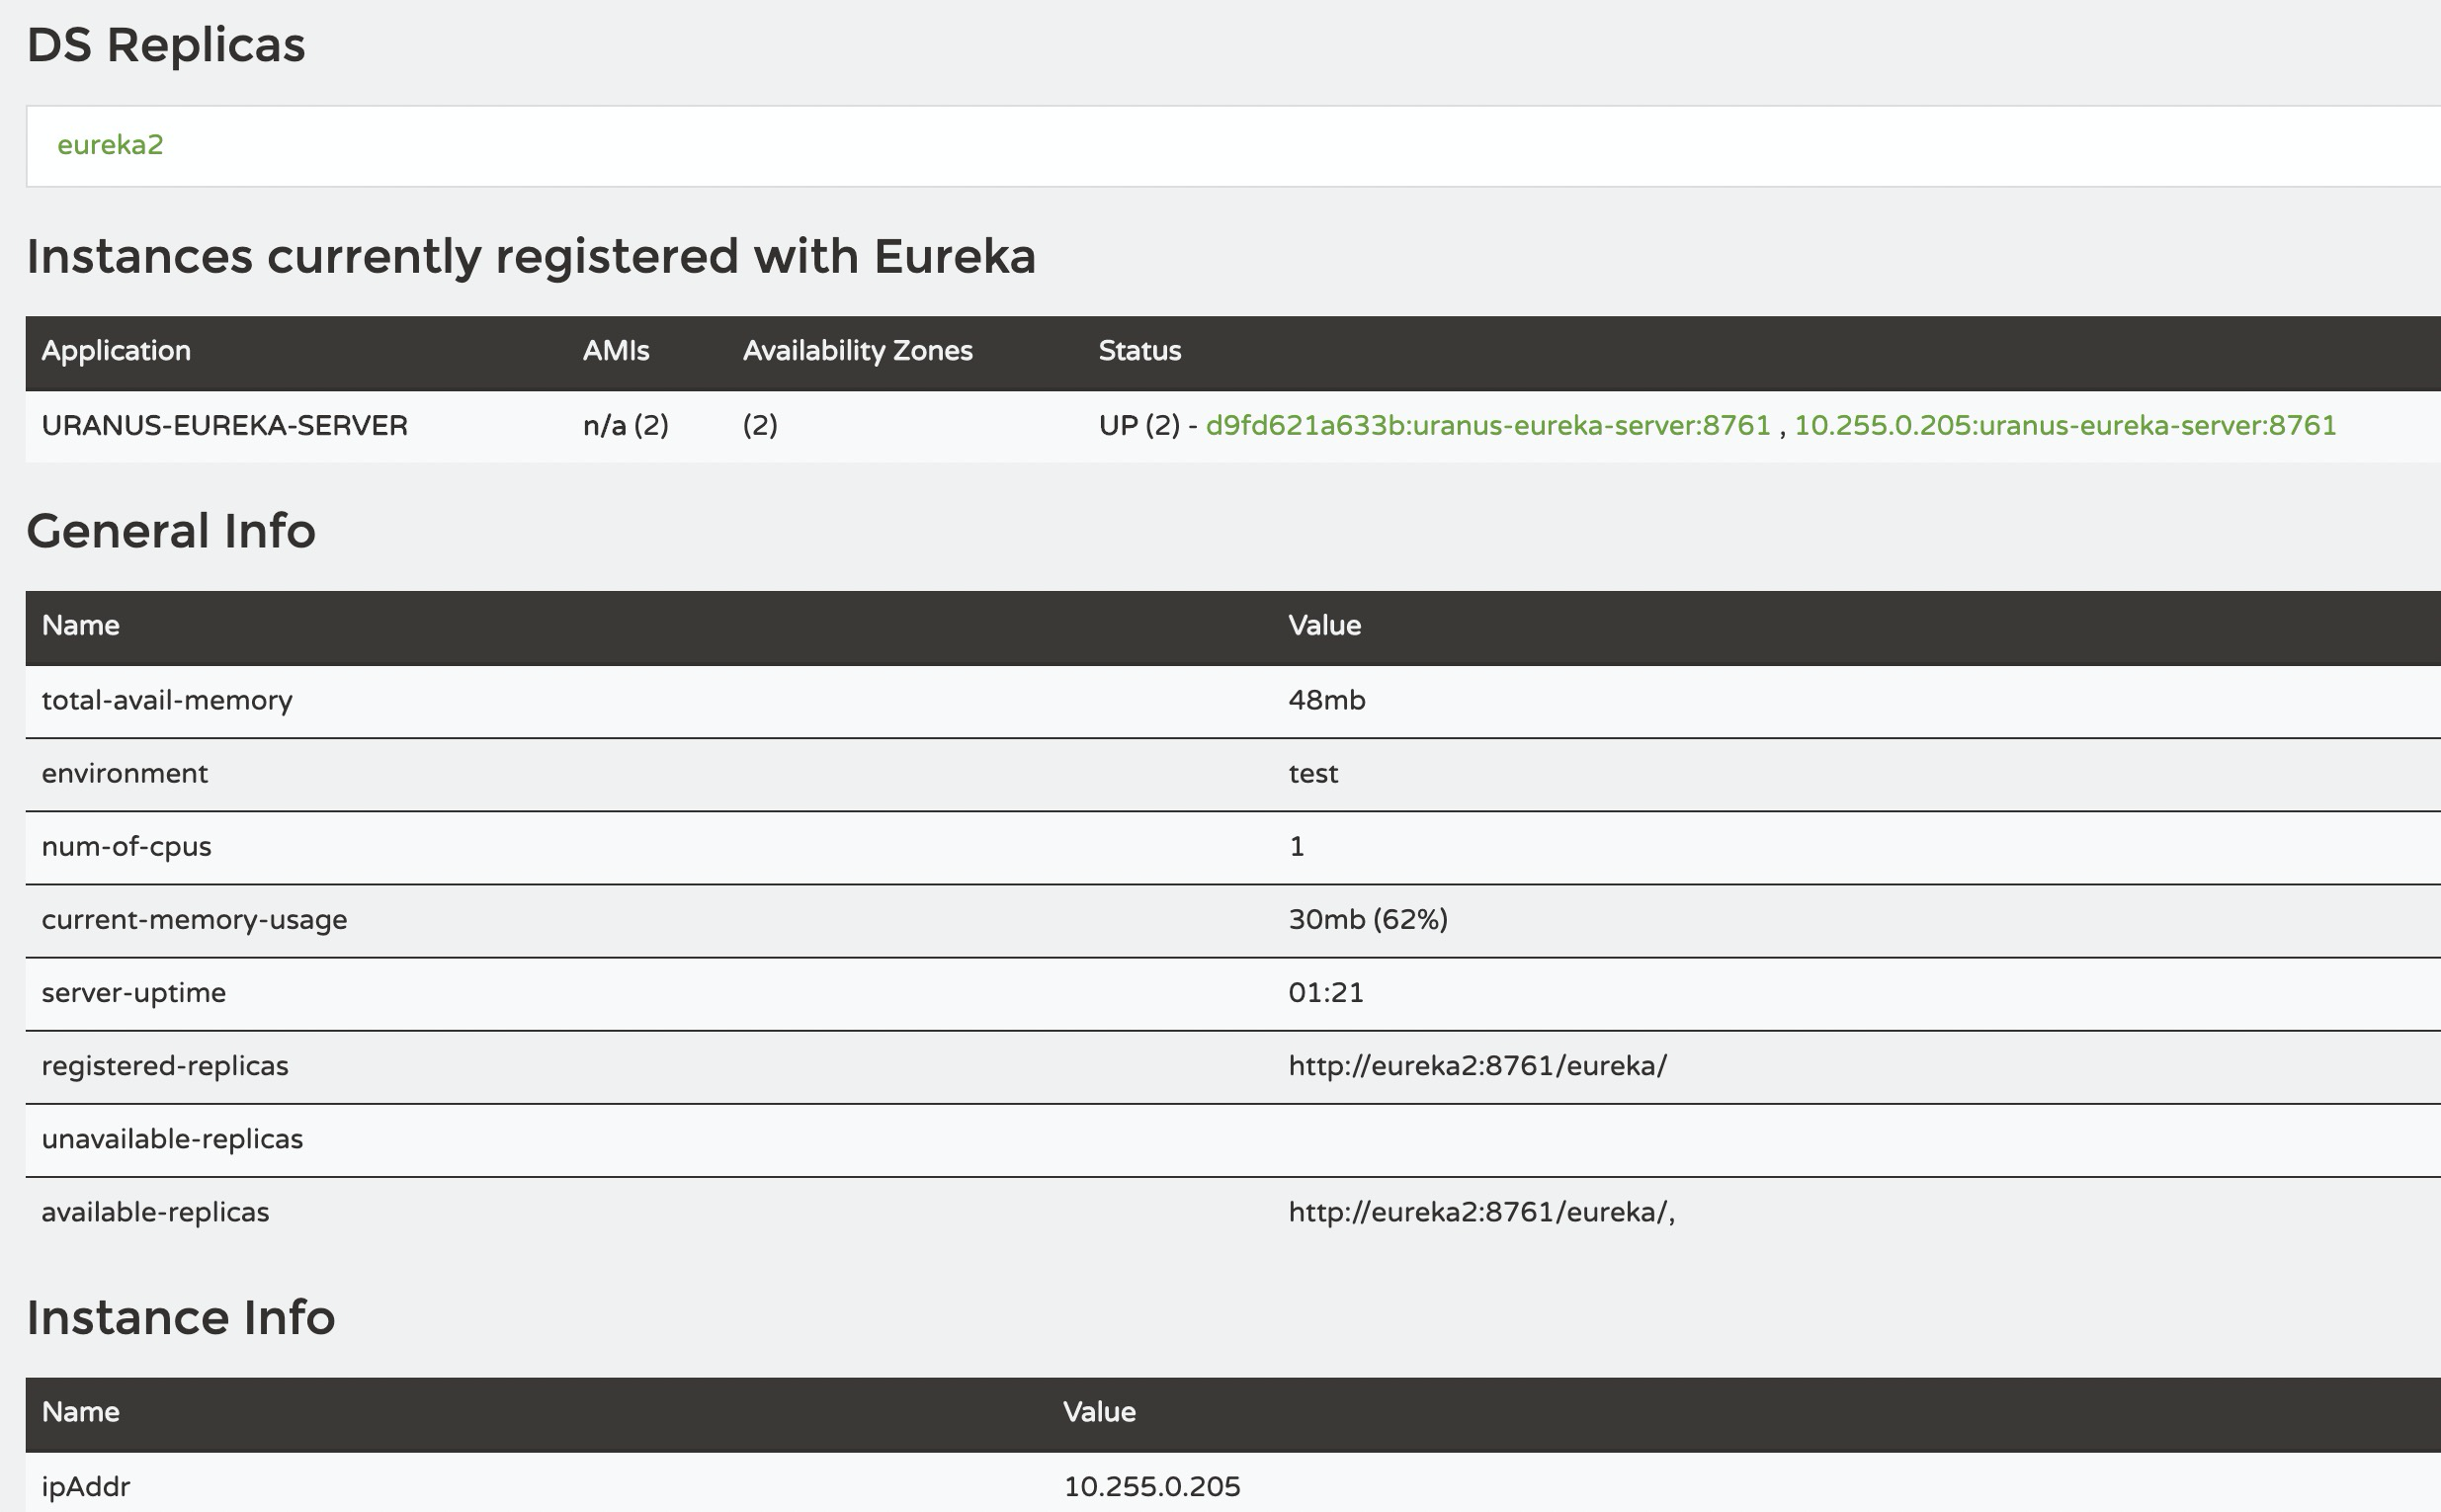 DS Replicas
eureka2
Instances currently registered with Eureka
Application AMIs Availability Zones Status
URANUS-EUREKA-SERVER n/a (2) (2) UP (2) - d9fd621a633b:uranus-eureka-server:8761 , 10.255.0.205:uranus-eureka-server:8761
General Info
Name Value
total-avail-memory 48mb
environment test
num-of-cpus 1
current-memory-usage 30mb (62%)
server-uptime 01:21
registered-replicas http://eureka2:8761/eureka/
unavailable-replicas
available-replicas http://eureka2:8761/eureka/,
Instance Info
Name Value
ipAddr 10.255.0.205